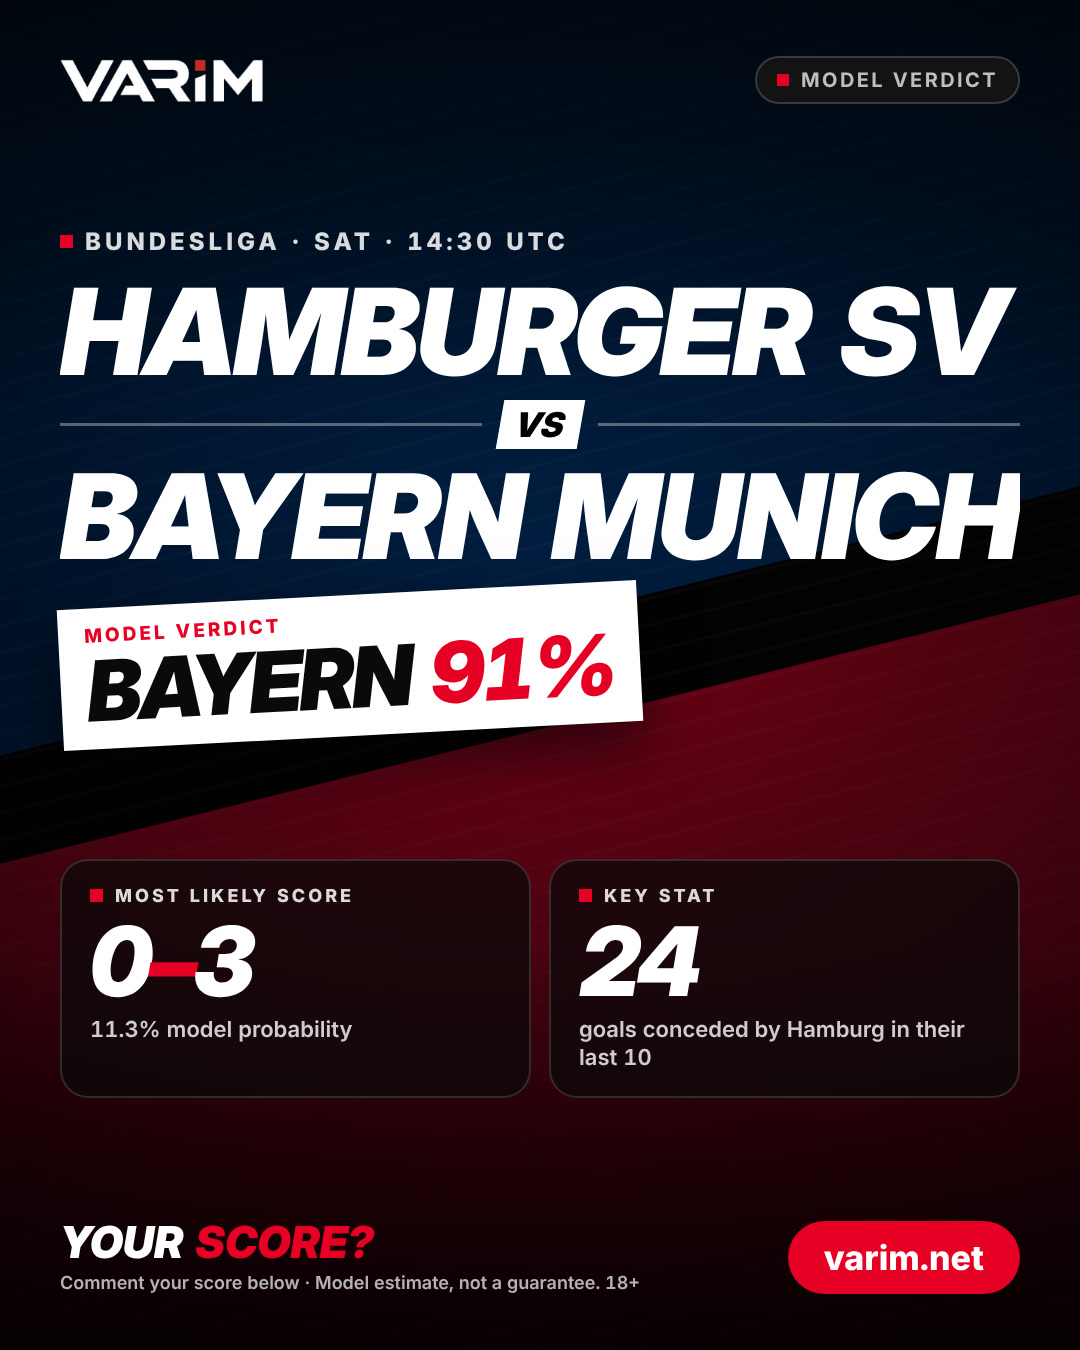 VARiM
MODEL VERDICT
BUNDESLIGA · SAT · 14:30 UTC
HAMBURGER SV
VS
BAYERN MUNICH
MODEL VERDICT
BAYERN 91%
MOST LIKELY SCORE
0–3
11.3% model probability
KEY STAT
24
goals conceded by Hamburg in their
last 10
YOUR SCORE?
Comment your score below · Model estimate, not a guarantee. 18+
varim.net